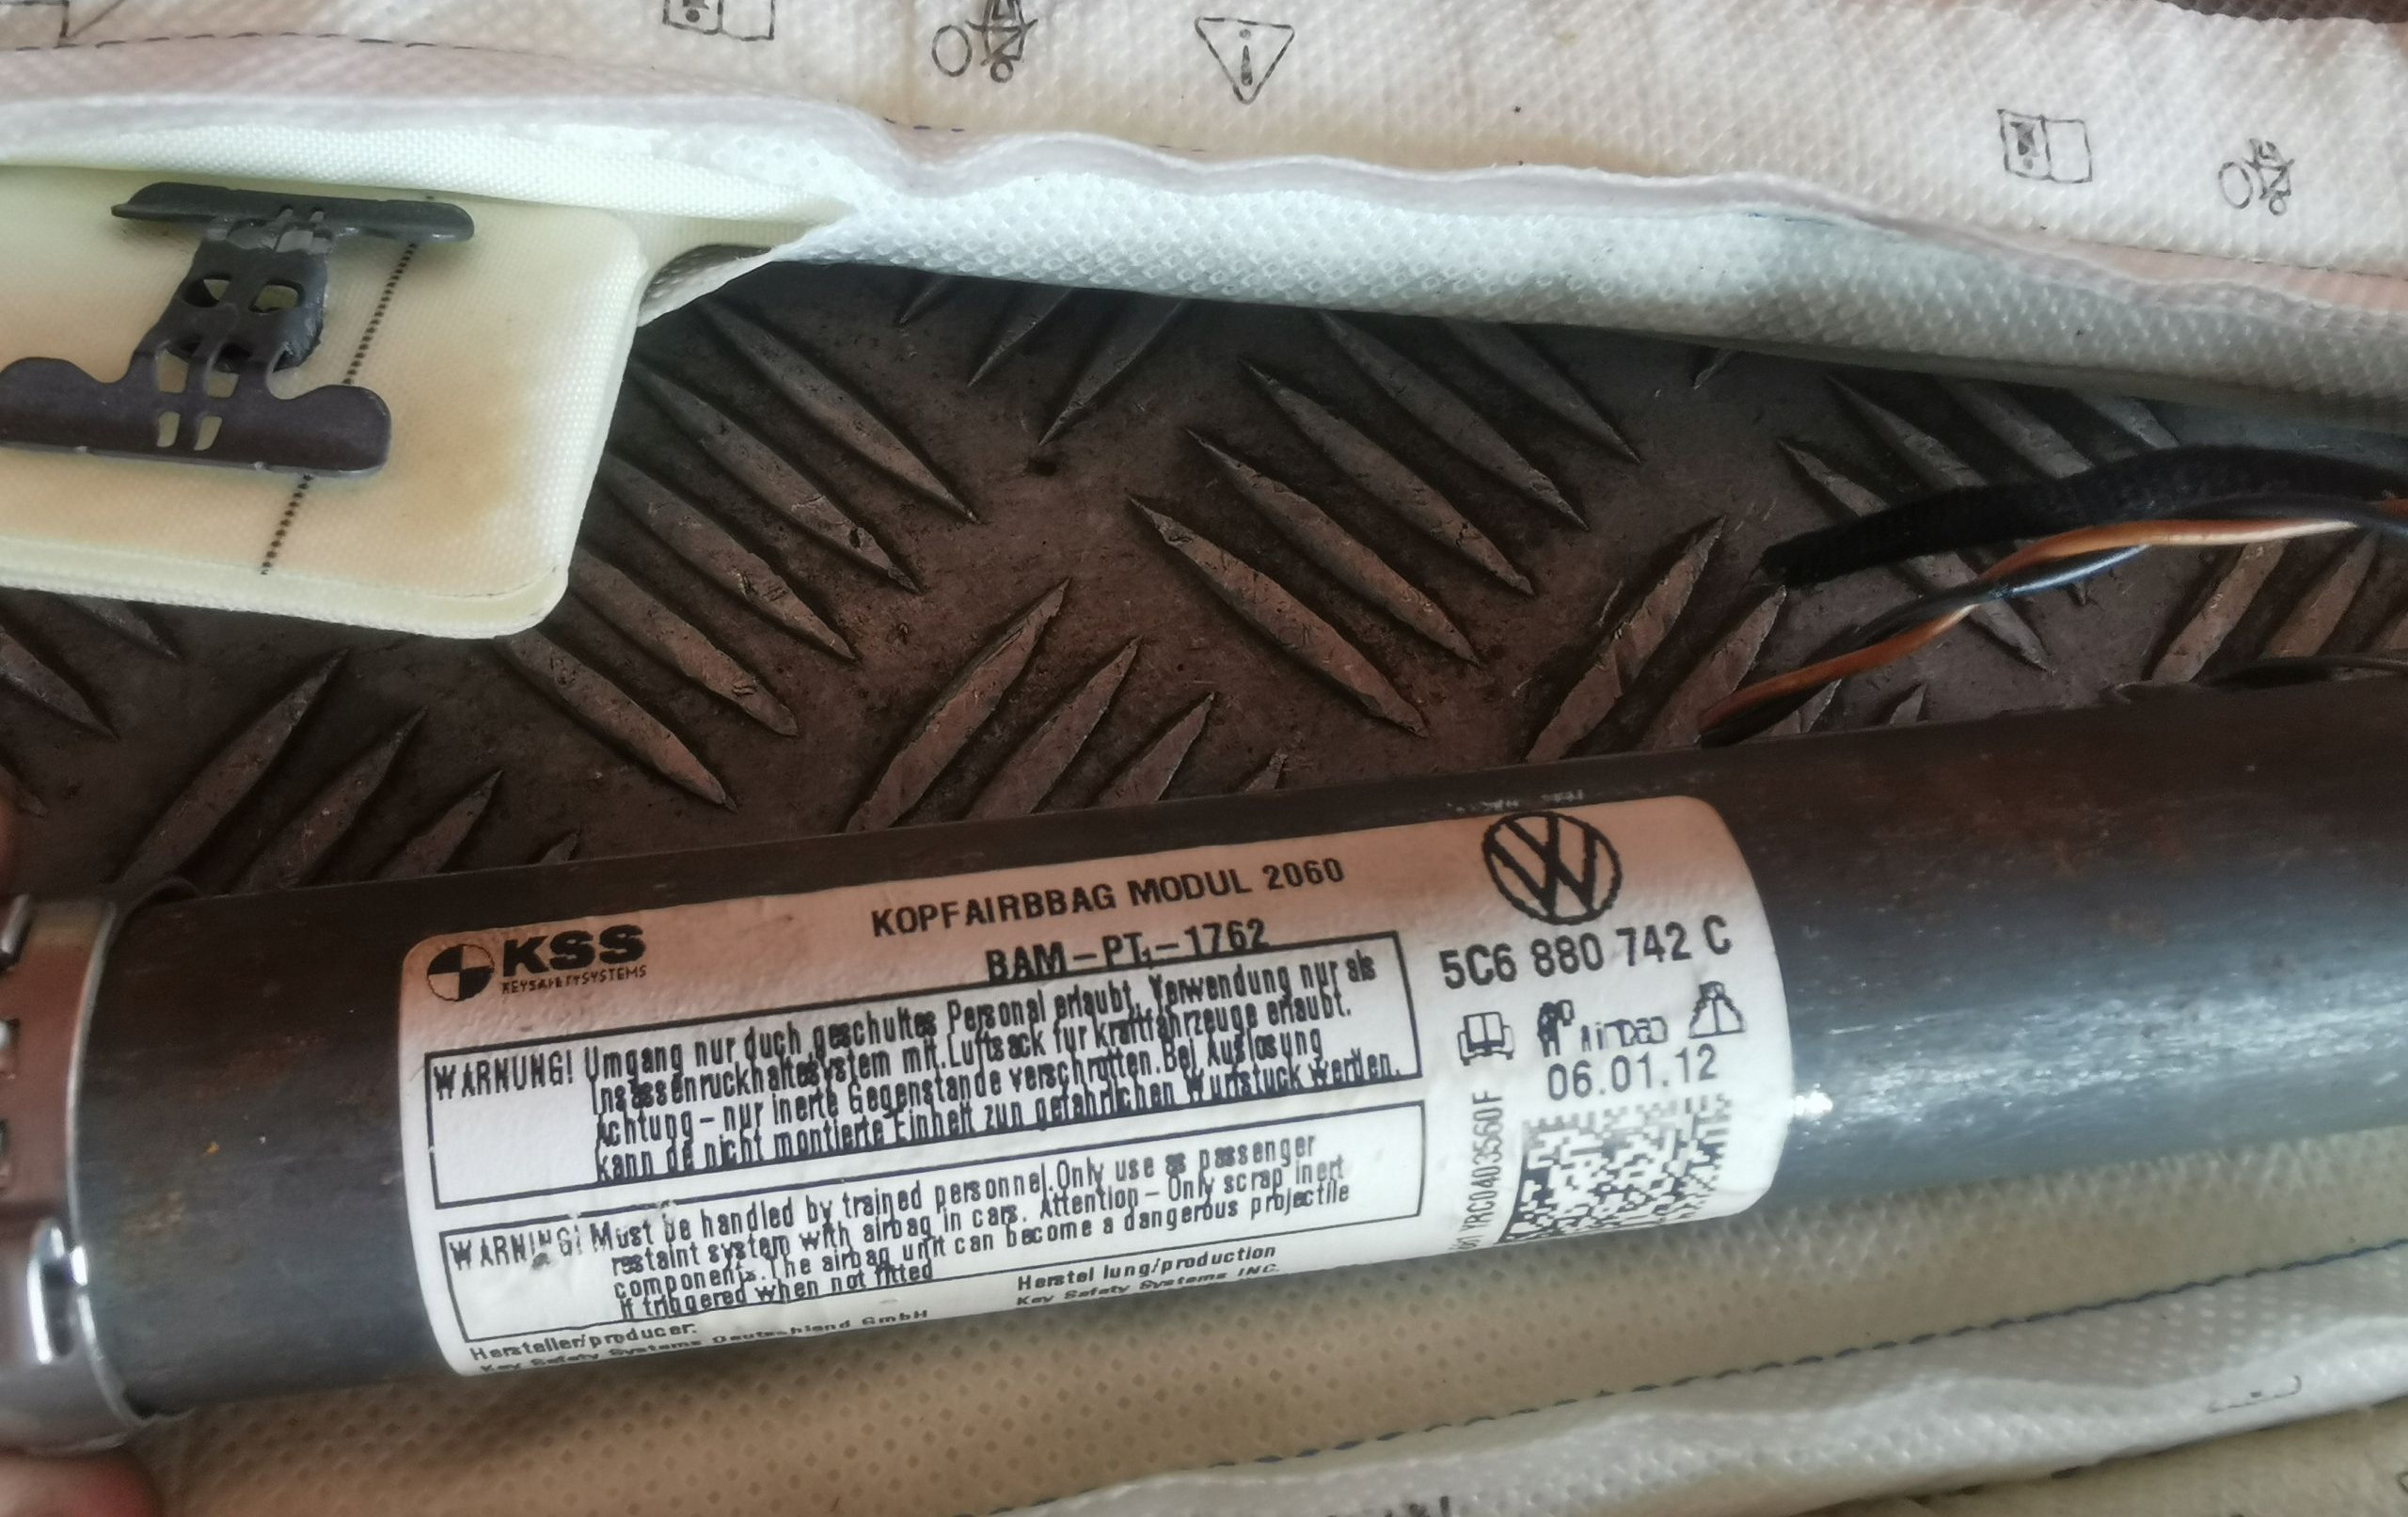 KSS
KEYSAFETYSYSTEMS
KOPFAIRBBAG MODUL 2060
BAM-PT₁-1762
5C6 880 742 C
WARNUNG! Umgang nur duch geschultes Personal erlaubt. Verwendung nur als
Insassenruckhaltesystem mit.Luftsack fur kraftfahrzeuge erlaubt.
Achtung - nur inerte Gegenstande verschrotten.Bei Auslosung
kann de nicht montierte Einheit zun gefahrlichen Wurfstuck werden.
Airbag
06.01.12
YRC0403560F
WARNING! Must be handled by trained personnel.Only use as passenger
restaint system with airbag in cars. Attention - Only scrap inert
components.The airbag unit can become a dangerous projectile
if triggered when not fitted
Hersteller/producer:
Key Safety Systems Deutschland GmbH
Herstel lung/production
Key Safety Systems INC.